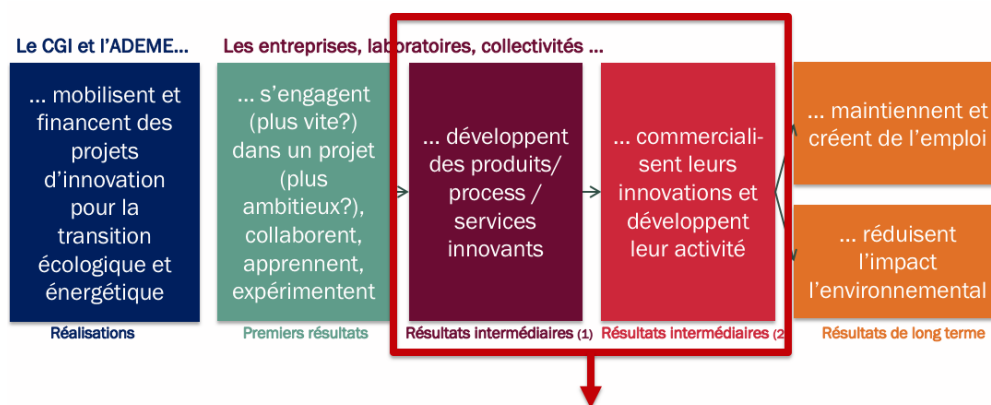 Le CGI et l'ADEME...
Les entreprises, laboratoires, collectivités ...
... mobilisent et
financent des
projets
d'innovation
pour la
transition
écologique et
énergétique
Réalisations
... s'engagent
(plus vite?)
dans un projet
(plus
ambitieux?),
collaborent,
apprennent,
expérimentent
Premiers résultats
... développent
des produits/
process /
services
innovants
Résultats intermédiaires (1)
... commerciali-
sent leurs
innovations et
développent
leur activité
Résultats intermédiaires (2
... maintiennent et
créent de l'emploi
... réduisent
l'impact
l'environnemental
Résultats de long terme